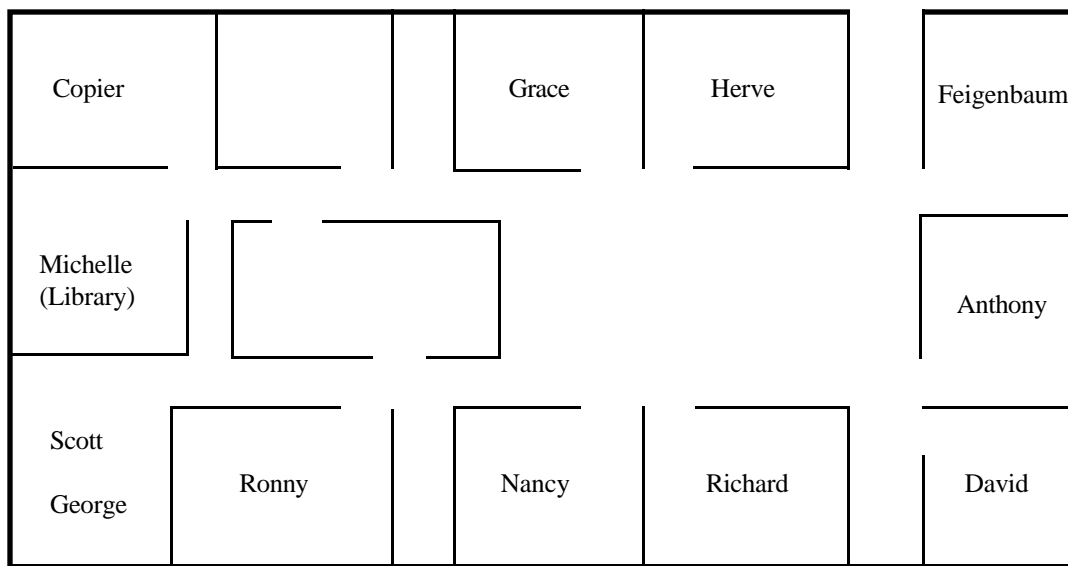 Copier
Grace
Herve
Feigenbaum
Michelle
(Library)
Anthony
Scott
George
Ronny
Nancy
Richard
David